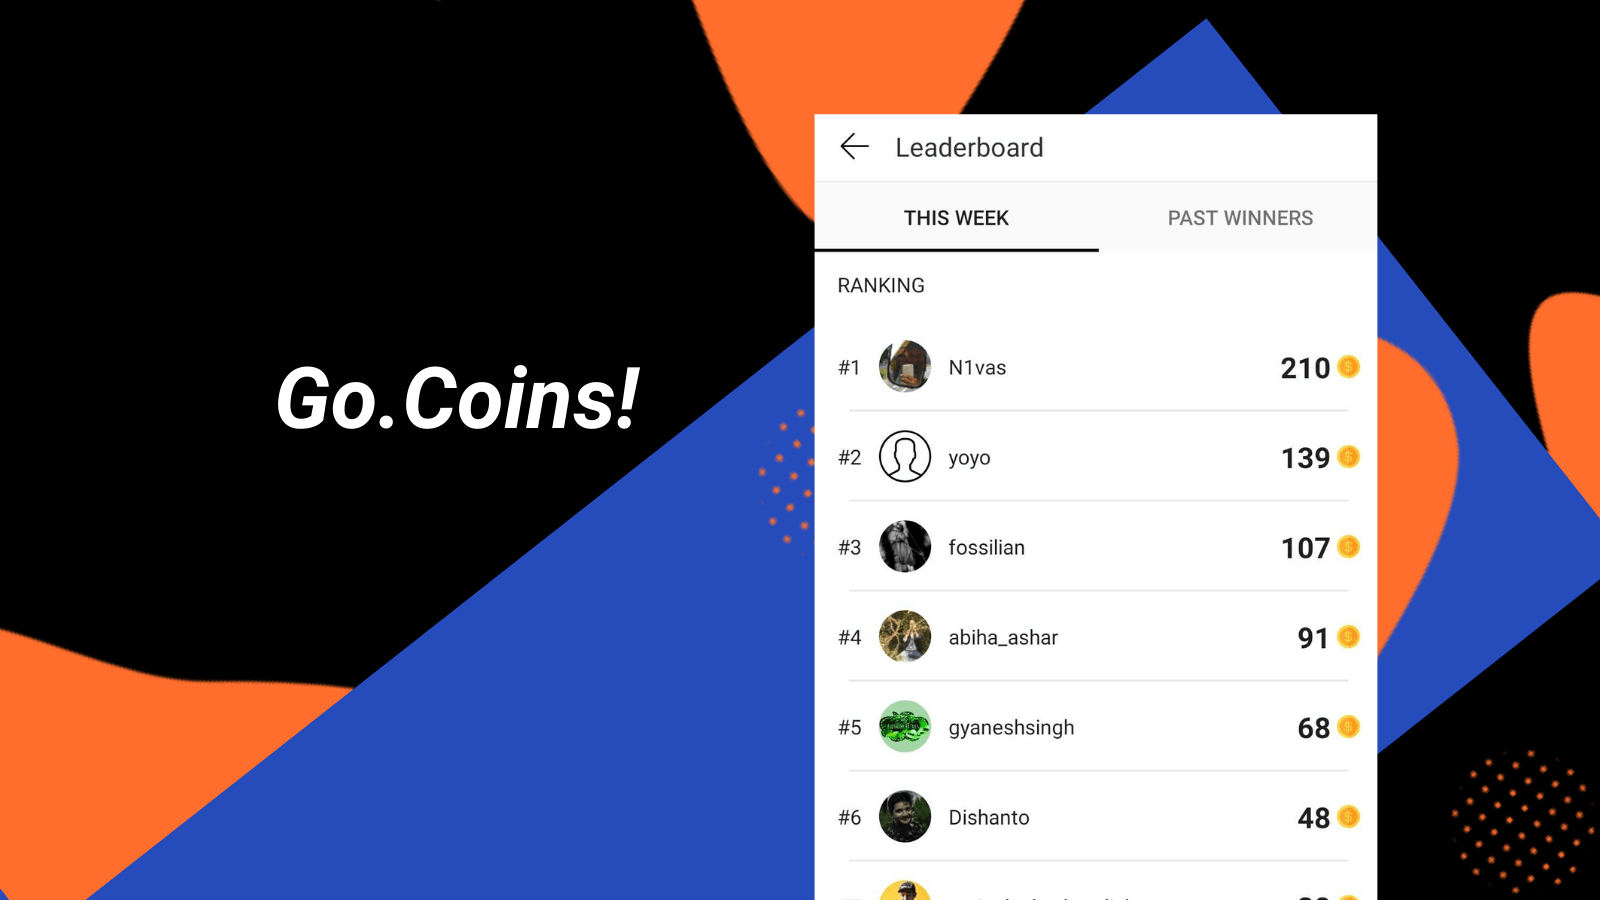 Go.Coins!
Leaderboard
THIS WEEK PAST WINNERS
RANKING
#1 N1vas 210
#2 yoyo 139
#3 fossilian 107
#4 abiha_ashar 91
#5 gyaneshsingh 68
#6 Dishanto 48